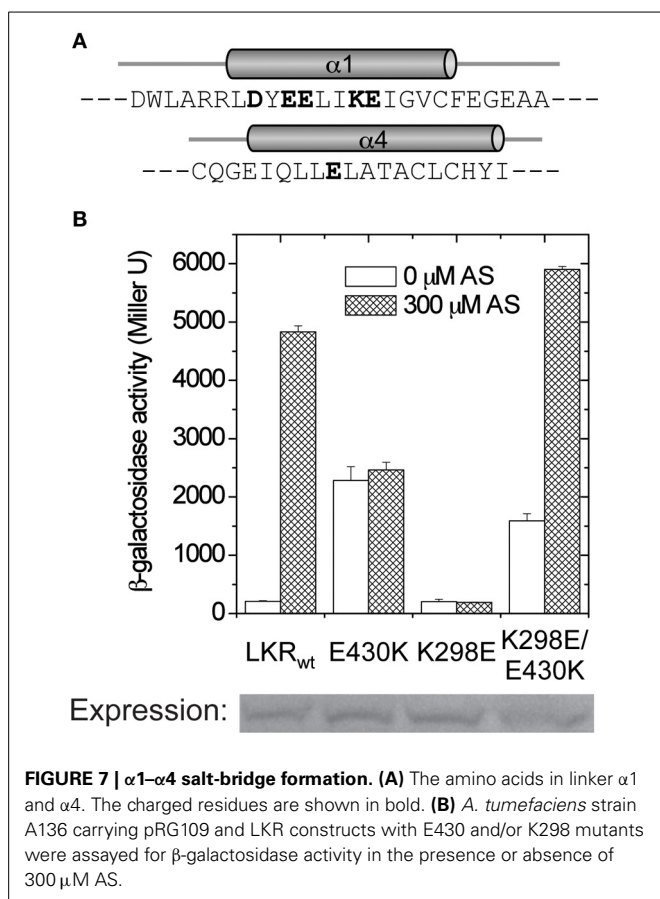 A
α1
---DWLARRLDYEELIKEIGVCFEGEAA---
α4
---CQGEIQLLELATACLCHYI---
B
β-galactosidase activity (Miller U)
6000
5000
4000
3000
2000
1000
0
0 μM AS
300 μM AS
LKRwt E430K K298E K298E/
E430K
Expression:
FIGURE 7 | α1–α4 salt-bridge formation. (A) The amino acids in linker α1
and α4. The charged residues are shown in bold. (B) A. tumefaciens strain
A136 carrying pRG109 and LKR constructs with E430 and/or K298 mutants
were assayed for β-galactosidase activity in the presence or absence of
300 μM AS.